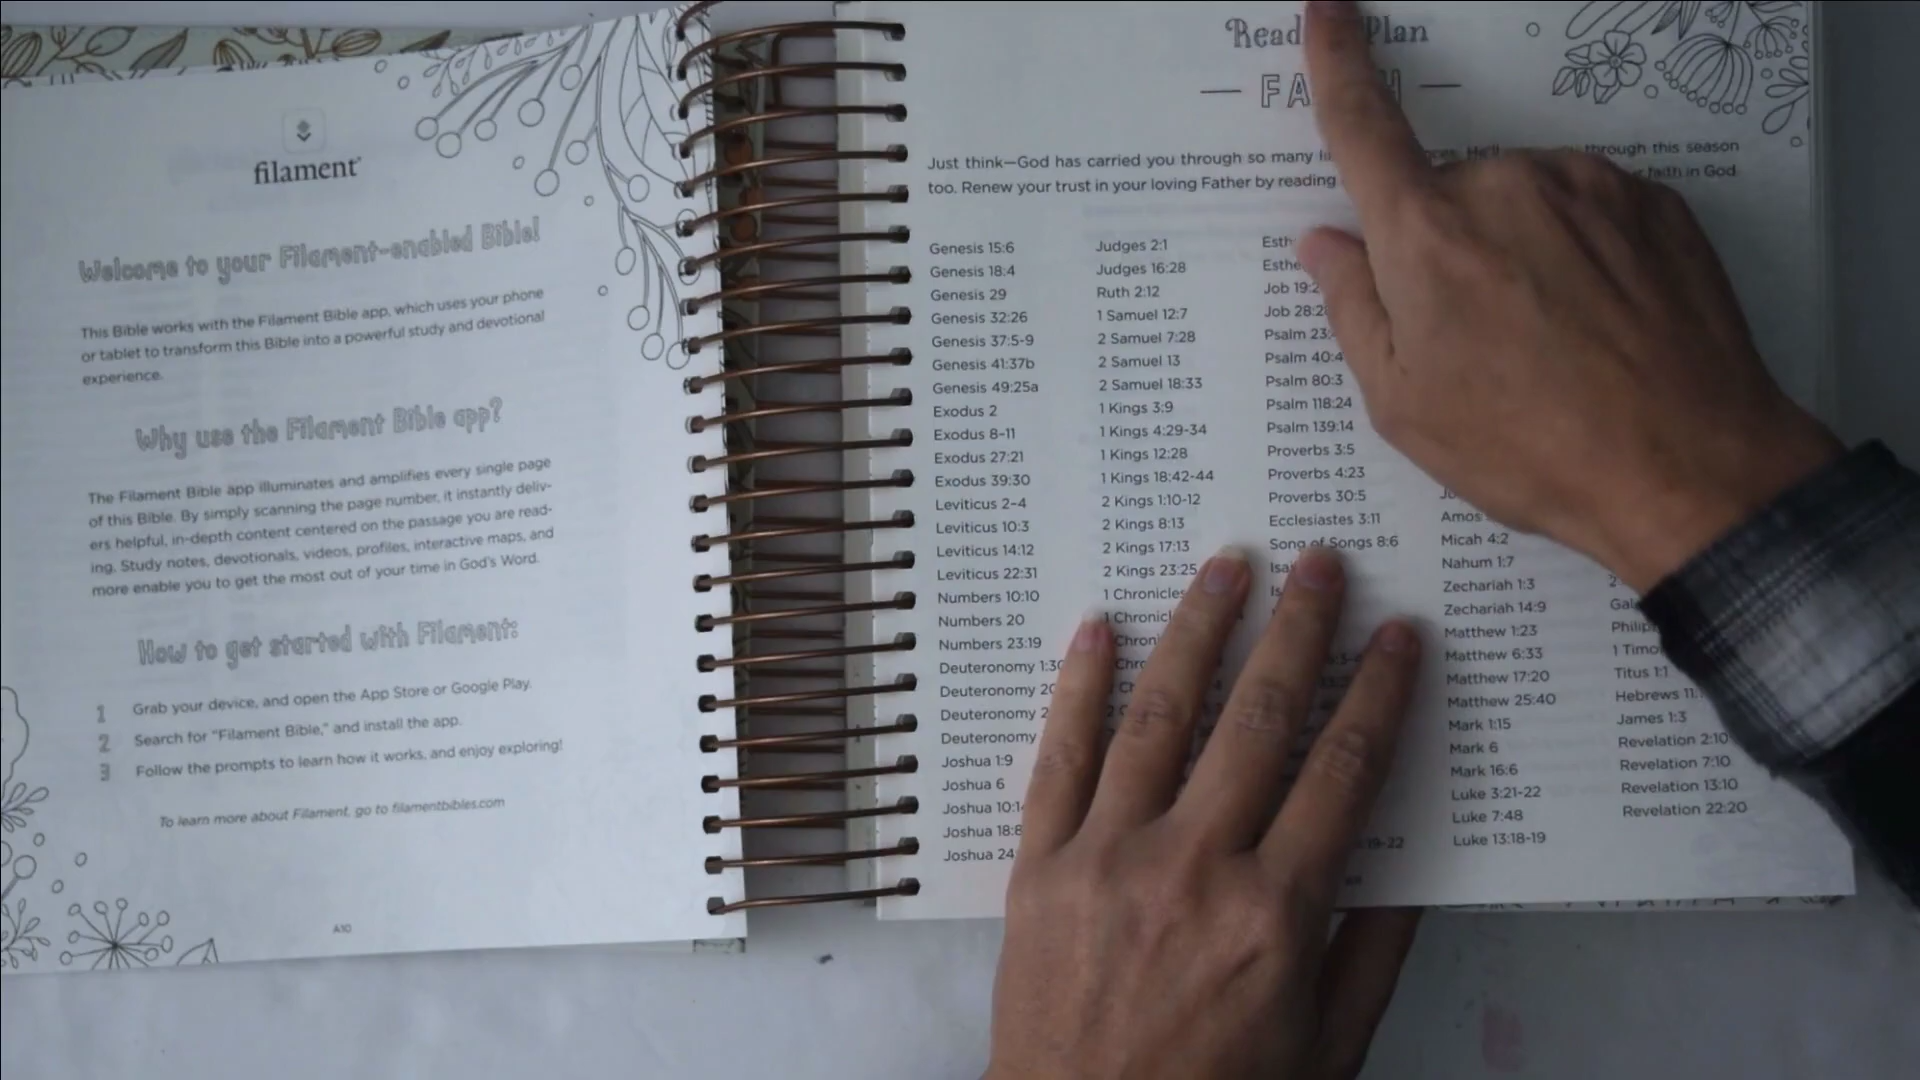 filament
Welcome to your Filament-enabled Bible!
This Bible works with the Filament Bible app, which uses your phone
or tablet to transform this Bible into a powerful study and devotional
experience.
Why use the Filament Bible app?
The Filament Bible app illuminates and amplifies every single page
of this Bible. By simply scanning the page number, it instantly deliv-
ers helpful, in-depth content centered on the passage you are read-
ing. Study notes, devotionals, videos, profiles, interactive maps, and
more enable you to get the most out of your time in God's Word.
How to get started with Filament:
1 Grab your device, and open the App Store or Google Play.
2 Search for "Filament Bible," and install the app.
3 Follow the prompts to learn how it works, and enjoy exploring!
To learn more about Filament, go to filamentbibles.com
A10
Plan
Just think—God has carried you through so many He'll through this season
too. Renew your trust in your loving Father by reading faith in God
Genesis 15:6
Genesis 18:4
Genesis 29
Genesis 32:26
Genesis 37:5-9
Genesis 41:37b
Genesis 49:25a
Exodus 2
Exodus 8–11
Exodus 27:21
Exodus 39:30
Leviticus 2–4
Leviticus 10:3
Leviticus 14:12
Leviticus 22:31
Numbers 10:10
Numbers 20
Numbers 23:19
Deuteronomy
Deuteronomy
Deuteronomy
Deuteronomy
Joshua 1:9
Joshua 6
Joshua
Joshua
Joshua
Judges 2:1
Judges 16:28
Ruth 2:12
1 Samuel 12:7
2 Samuel 7:28
2 Samuel 13
2 Samuel 18:33
1 Kings 3:9
1 Kings 4:29-34
1 Kings 12:28
1 Kings 18:42-44
2 Kings 1:10-12
2 Kings 8:13
2 Kings 17:13
2 Kings 23:25
1 Chronicles
Job
Job
Psalm
Psalm
Psalm 80:3
Psalm 118:24
Psalm 139:14
Proverbs 3:5
Proverbs 4:23
Proverbs 30:5
Ecclesiastes 3:11
Song of Songs 8:6
Amos
Micah 4:2
Nahum 1:7
Zechariah 1:3
Zechariah 14:9
Matthew 1:23
Matthew 6:33
Matthew 17:20
Matthew 25:40
Mark 1:15
Mark 6
Mark 16:6
Luke 3:21-22
Luke 7:48
Luke 13:18-19
Titus 1:1
Hebrews
James 1:3
Revelation 2:10
Revelation 7:10
Revelation 13:10
Revelation 22:20